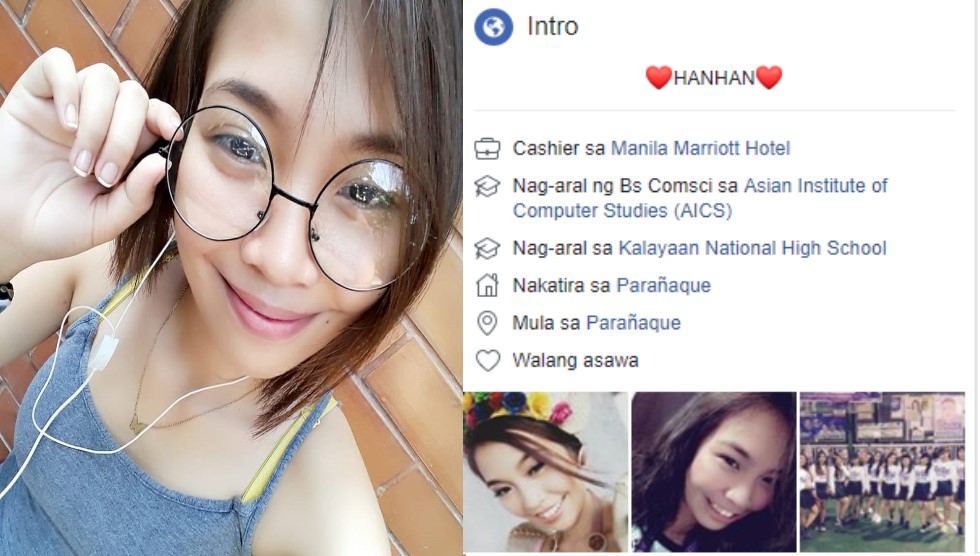 Intro
❤️HANHAN❤️
Cashier sa Manila Marriott Hotel
Nag-aral ng Bs Comsci sa Asian Institute of
Computer Studies (AICS)
Nag-aral sa Kalayaan National High School
Nakatira sa Parañaque
Mula sa Parañaque
Walang asawa